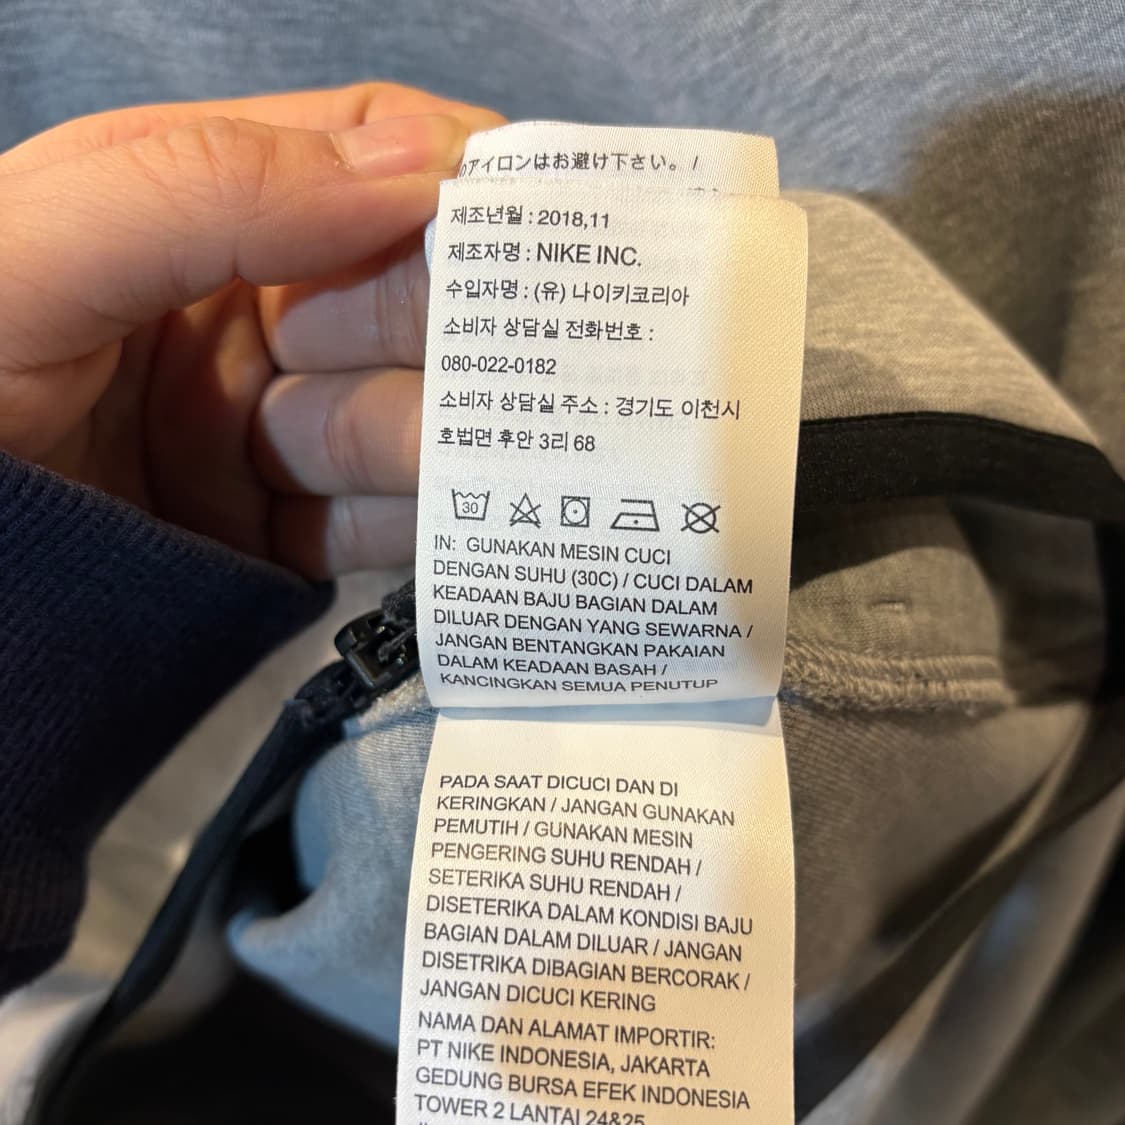 アイロンはお避け下さい。 /
제조년월 : 2018,11
제조자명 : NIKE INC.
수입자명 : (유) 나이키코리아
소비자 상담실 전화번호 :
080-022-0182
소비자 상담실 주소 : 경기도 이천시
호법면 후안 3리 68
30
IN: GUNAKAN MESIN CUCI
DENGAN SUHU (30C) / CUCI DALAM
KEADAAN BAJU BAGIAN DALAM
DILUAR DENGAN YANG SEWARNA /
JANGAN BENTANGKAN PAKAIAN
DALAM KEADAAN BASAH /
KANCINGKAN SEMUA PENUTUP
PADA SAAT DICUCI DAN DI
KERINGKAN / JANGAN GUNAKAN
PEMUTIH / GUNAKAN MESIN
PENGERING SUHU RENDAH /
SETERIKA SUHU RENDAH /
DISETERIKA DALAM KONDISI BAJU
BAGIAN DALAM DILUAR / JANGAN
DISETRIKA DIBAGIAN BERCORAK /
JANGAN DICUCI KERING
NAMA DAN ALAMAT IMPORTIR:
PT NIKE INDONESIA, JAKARTA
GEDUNG BURSA EFEK INDONESIA
TOWER 2 LANTAI 24&25